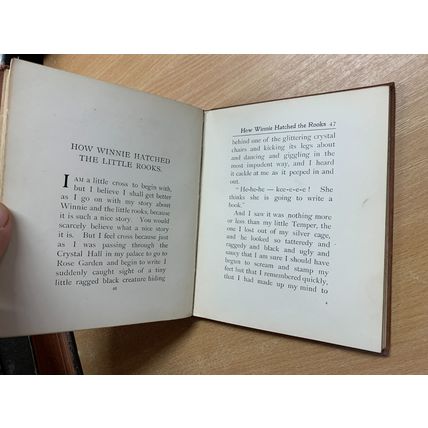 HOW WINNIE HATCHED
THE LITTLE ROOKS.
I AM a little cross to begin with,
but I believe I shall get better
as I go on with my story about
Winnie and the little rooks, because
it is such a nice story. You would
scarcely believe what a nice story
it is. But I feel cross because just
as I was passing through the
Crystal Hall in my palace to go to
Rose Garden and begin to write I
suddenly caught sight of a tiny
little ragged black creature hiding
46
How Winnie Hatched the Rooks 47
behind one of the glittering crystal
chairs and kicking its legs about
and dancing and giggling in the
most impudent way, and I heard
it cackle at me as it peeped in and
out.
"He-he-he — kee-e-e-e! She
thinks she is going to write a
book."
And I saw it was nothing more
or less than my little Temper, the
one I lost out of my silver cage,
and he looked so tatteredy and
raggedy and black and ugly and
saucy that I am sure I should have
begun to scream and stamp my
feet but that I remembered quickly,
that I had made up my mind to